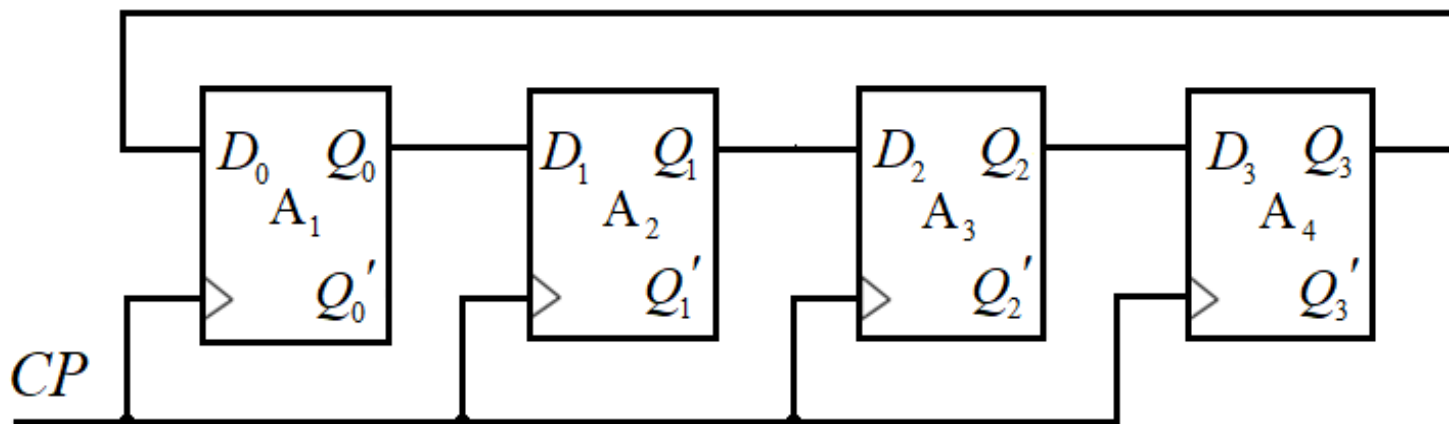 D₀ Q₀ D₁ Q₁ D₂ Q₂ D₃ Q₃
A₁ A₂ A₃ A₄
Q₀′ Q₁′ Q₂′ Q₃′
CP